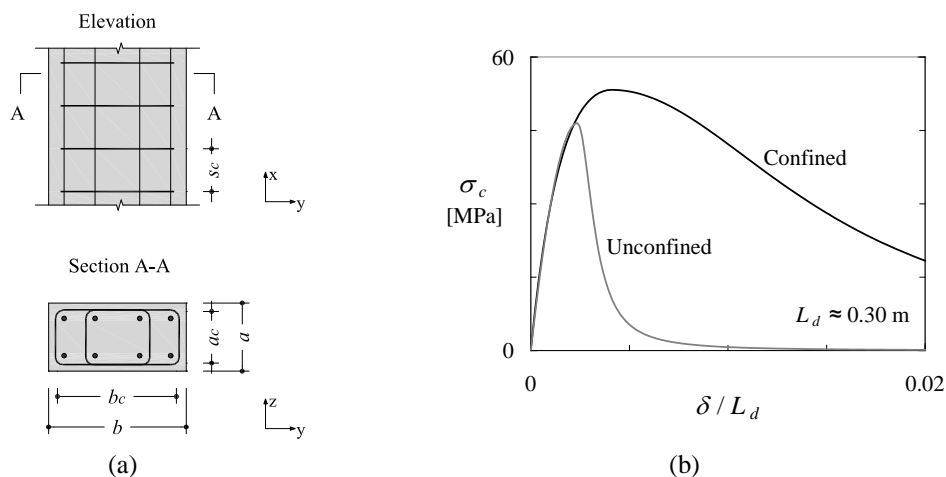 Elevation
A
A
sc
x
y
Section A-A
ac
a
bc
b
z
y
(a)
60
σc
[MPa]
Confined
Unconfined
Ld ≈ 0.30 m
0
0
0.02
δ / Ld
(b)